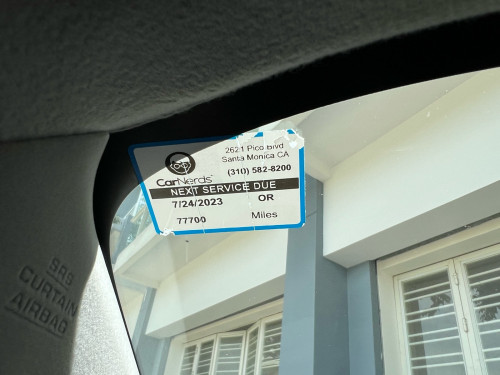 2621 Pico Blvd
Santa Monica CA
CarNerds
(310) 582-8200
NEXT SERVICE DUE
7/24/2023 OR
77700 Miles
SRS
CURTAIN
AIRBAG